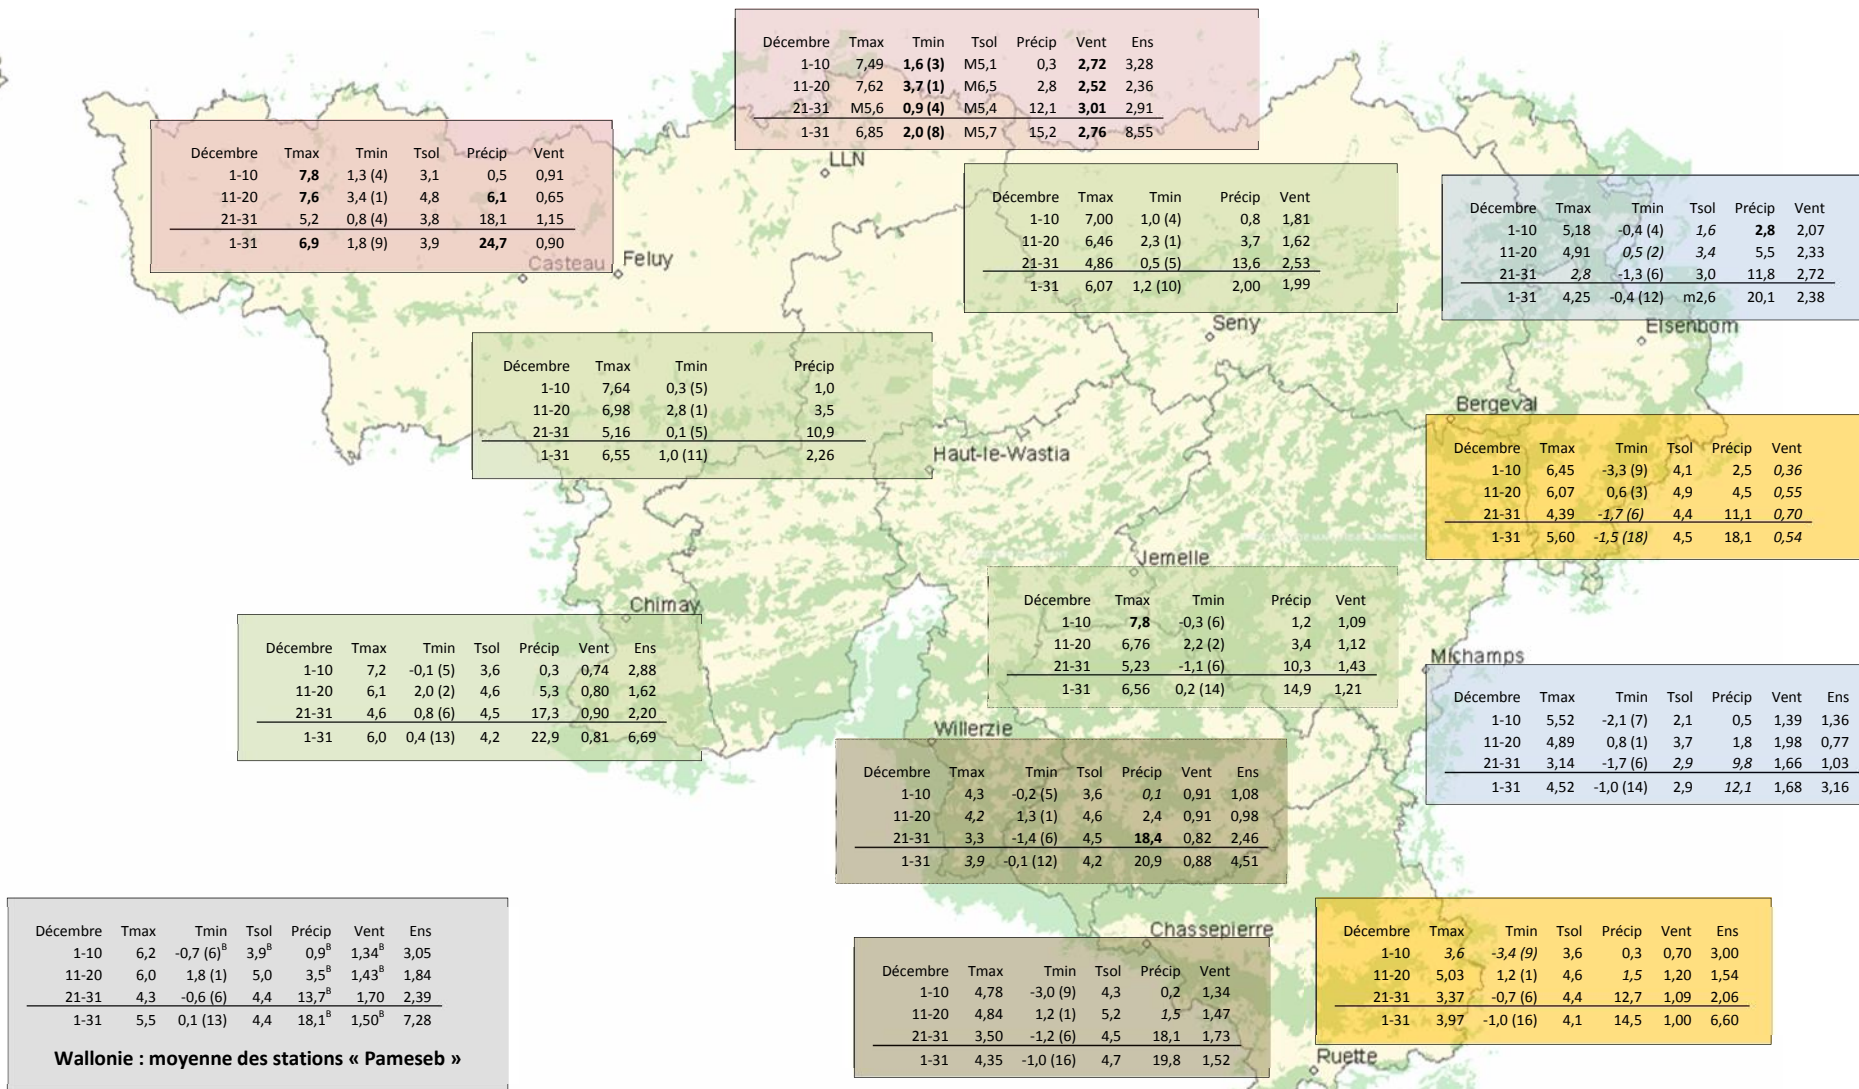 Décembre Tmax Tmin Tsol Précip Vent Ens
1-10 7,49 1,6 (3) M5,1 0,3 2,72 3,28
11-20 7,62 3,7 (1) M6,5 2,8 2,52 2,36
21-31 M5,6 0,9 (4) M5,4 12,1 3,01 2,91
1-31 6,85 2,0 (8) M5,7 15,2 2,76 8,55
LLN
Décembre Tmax Tmin Tsol Précip Vent
1-10 7,8 1,3 (4) 3,1 0,5 0,91
11-20 7,6 3,4 (1) 4,8 6,1 0,65
21-31 5,2 0,8 (4) 3,8 18,1 1,15
1-31 6,9 1,8 (9) 3,9 24,7 0,90
Casteau Feluy
Décembre Tmax Tmin Précip Vent
1-10 7,00 1,0 (4) 0,8 1,81
11-20 6,46 2,3 (1) 3,7 1,62
21-31 4,86 0,5 (5) 13,6 2,53
1-31 6,07 1,2 (10) 2,00 1,99
Seny
Décembre Tmax Tmin Tsol Précip Vent
1-10 5,18 -0,4 (4) 1,6 2,8 2,07
11-20 4,91 0,5 (2) 3,4 5,5 2,33
21-31 2,8 -1,3 (6) 3,0 11,8 2,72
1-31 4,25 -0,4 (12) m2,6 20,1 2,38
Elsenborn
Décembre Tmax Tmin Précip
1-10 7,64 0,3 (5) 1,0
11-20 6,98 2,8 (1) 3,5
21-31 5,16 0,1 (5) 10,9
1-31 6,55 1,0 (11) 2,26
Haut-le-Wastia
Bergeval
Décembre Tmax Tmin Tsol Précip Vent
1-10 6,45 -3,3 (9) 4,1 2,5 0,36
11-20 6,07 0,6 (3) 4,9 4,5 0,55
21-31 4,39 -1,7 (6) 4,4 11,1 0,70
1-31 5,60 -1,5 (18) 4,5 18,1 0,54
Jemelle
Décembre Tmax Tmin Précip Vent
1-10 7,8 -0,3 (6) 1,2 1,09
11-20 6,76 2,2 (2) 3,4 1,12
21-31 5,23 -1,1 (6) 10,3 1,43
1-31 6,56 0,2 (14) 14,9 1,21
Chimay
Décembre Tmax Tmin Tsol Précip Vent Ens
1-10 7,2 -0,1 (5) 3,6 0,3 0,74 2,88
11-20 6,1 2,0 (2) 4,6 5,3 0,80 1,62
21-31 4,6 0,8 (6) 4,5 17,3 0,90 2,20
1-31 6,0 0,4 (13) 4,2 22,9 0,81 6,69
Michamps
Décembre Tmax Tmin Tsol Précip Vent Ens
1-10 5,52 -2,1 (7) 2,1 0,5 1,39 1,36
11-20 4,89 0,8 (1) 3,7 1,8 1,98 0,77
21-31 3,14 -1,7 (6) 2,9 9,8 1,66 1,03
1-31 4,52 -1,0 (14) 2,9 12,1 1,68 3,16
Willerzie
Décembre Tmax Tmin Tsol Précip Vent Ens
1-10 4,3 -0,2 (5) 3,6 0,1 0,91 1,08
11-20 4,2 1,3 (1) 4,6 2,4 0,91 0,98
21-31 3,3 -1,4 (6) 4,5 18,4 0,82 2,46
1-31 3,9 -0,1 (12) 4,2 20,9 0,88 4,51
Décembre Tmax Tmin Tsol Précip Vent Ens
1-10 6,2 -0,7 (6)B 3,9B 0,9B 1,34B 3,05
11-20 6,0 1,8 (1) 5,0 3,5B 1,43B 1,84
21-31 4,3 -0,6 (6) 4,4 13,7B 1,70 2,39
1-31 5,5 0,1 (13) 4,4 18,1B 1,50B 7,28
Wallonie : moyenne des stations « Pameseb »
Chassepierre
Décembre Tmax Tmin Tsol Précip Vent
1-10 4,78 -3,0 (9) 4,3 0,2 1,34
11-20 4,84 1,2 (1) 5,2 1,5 1,47
21-31 3,50 -1,2 (6) 4,5 18,1 1,73
1-31 4,35 -1,0 (16) 4,7 19,8 1,52
Décembre Tmax Tmin Tsol Précip Vent Ens
1-10 3,6 -3,4 (9) 3,6 0,3 0,70 3,00
11-20 5,03 1,2 (1) 4,6 1,5 1,20 1,54
21-31 3,37 -0,7 (6) 4,4 12,7 1,09 2,06
1-31 3,97 -1,0 (16) 4,1 14,5 1,00 6,60
Ruette